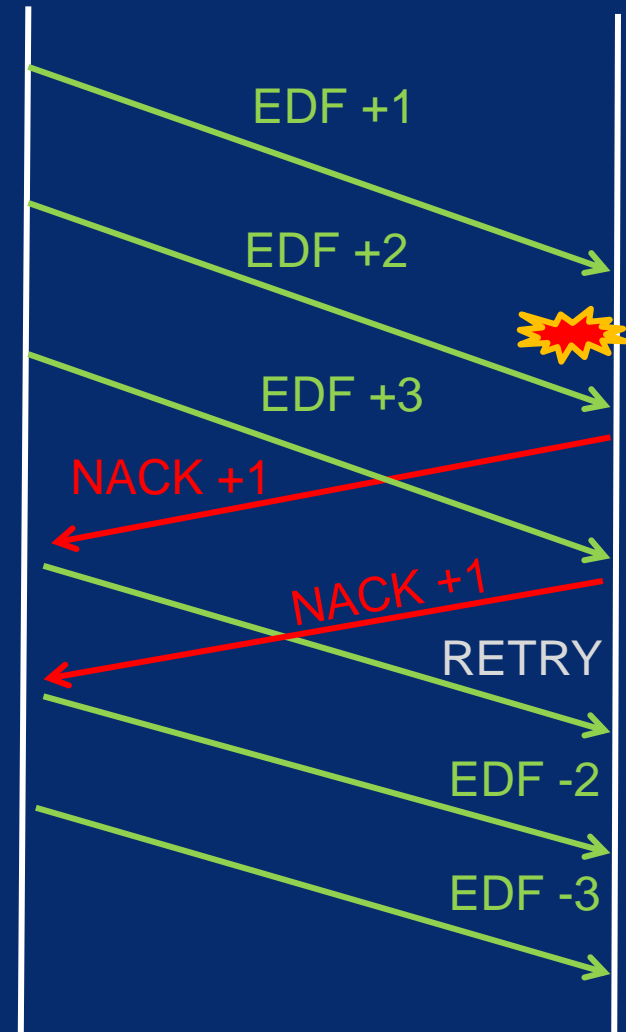 EDF +1
EDF +2
EDF +3
NACK +1
NACK +1
RETRY
EDF -2
EDF -3